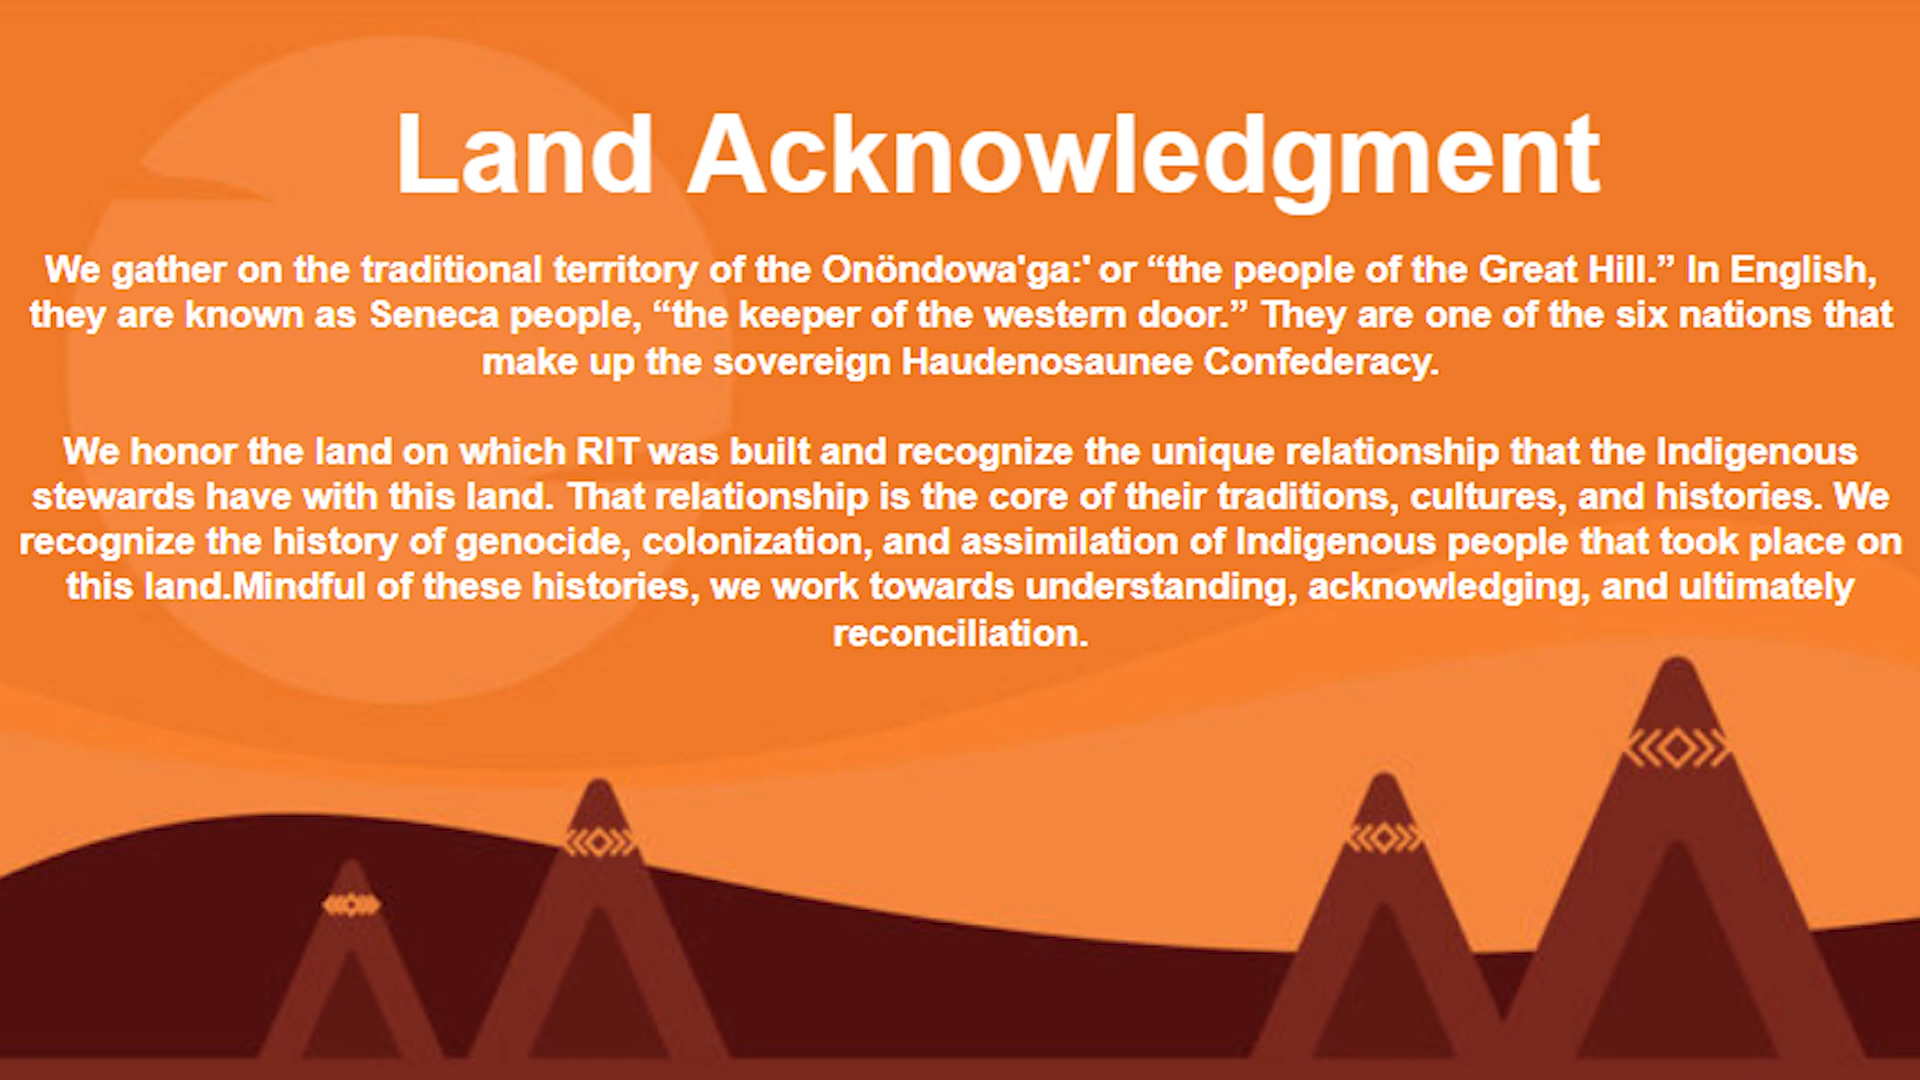 Land Acknowledgment
We gather on the traditional territory of the Onöndowa'ga:' or “the people of the Great Hill.” In English,
they are known as Seneca people, “the keeper of the western door.” They are one of the six nations that
make up the sovereign Haudenosaunee Confederacy.
We honor the land on which RIT was built and recognize the unique relationship that the Indigenous
stewards have with this land. That relationship is the core of their traditions, cultures, and histories. We
recognize the history of genocide, colonization, and assimilation of Indigenous people that took place on
this land.Mindful of these histories, we work towards understanding, acknowledging, and ultimately
reconciliation.